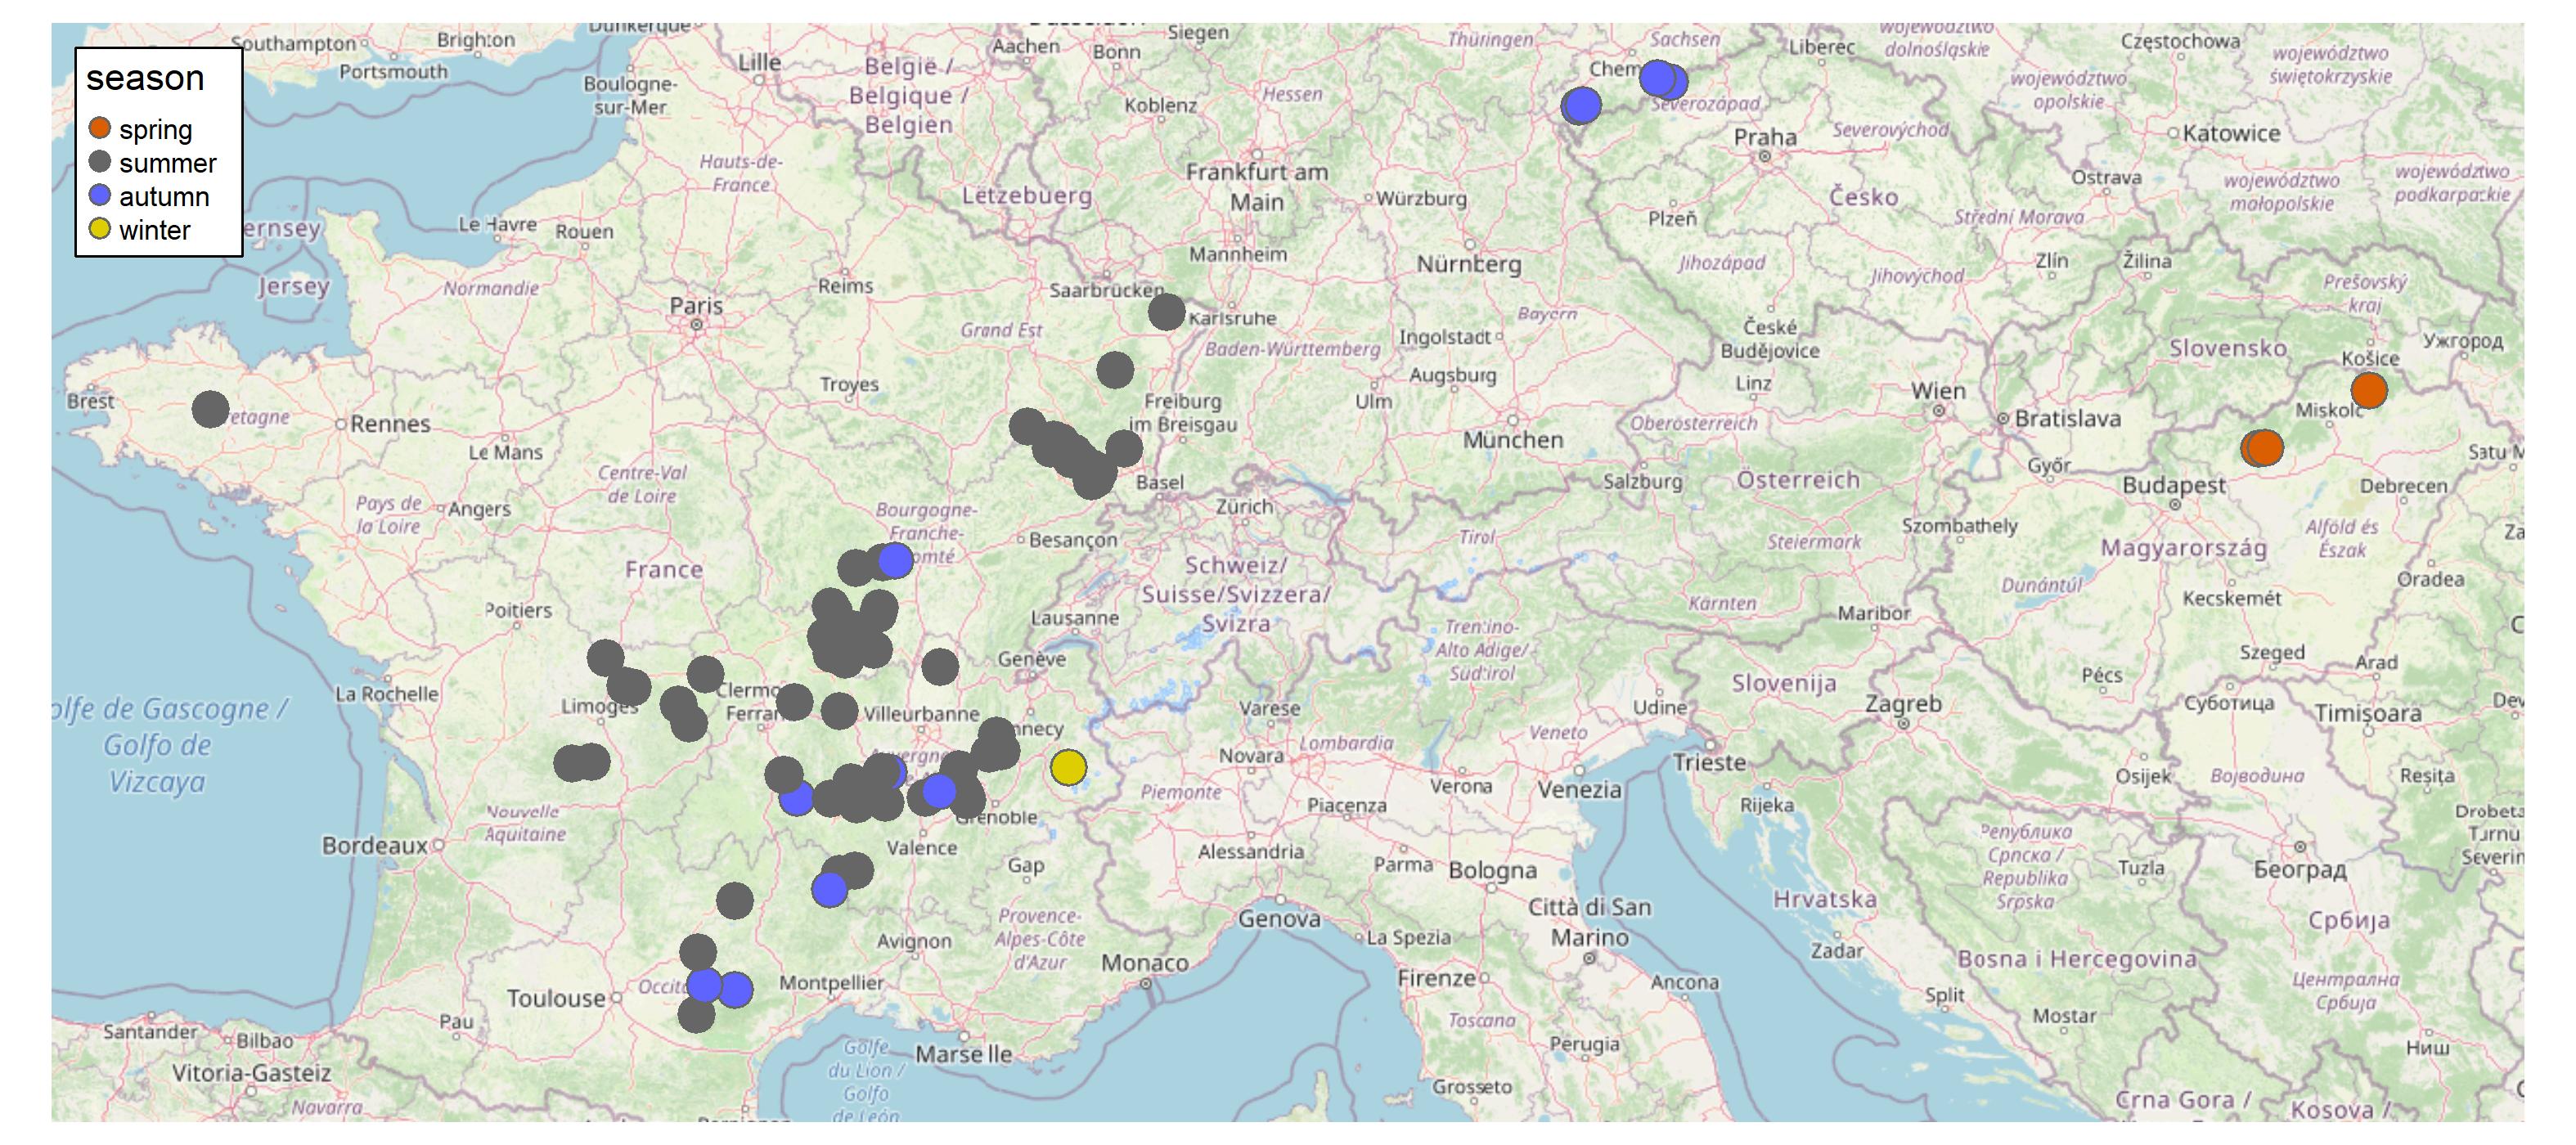 season
spring
summer
autumn
winter
Southampton
Brighton
Portsmouth
Dunkerque
Boulogne-
sur-Mer
Lille
België /
Belgique /
Belgien
Aachen
Bonn
Siegen
Koblenz
Hessen
Thüringen
Sachsen
Chem
Severozápad
Liberec
województwo
dolnośląskie
Częstochowa
województwo
opolskie
województwo
świętokrzyskie
Praha
Severovýchod
Katowice
Hauts-de-
France
Lëtzebuerg
Frankfurt am
Main
Würzburg
Plzeň
Česko
Střední Morava
Ostrava
województwo
małopolskie
województwo
podkarpackie
ernsey
Jersey
Le Havre
Rouen
Normandie
Paris
Reims
Saarbrücken
Mannheim
Nürnberg
Jihozápad
Jihovýchod
Zlín
Žilina
Prešovský
kraj
Grand Est
Karlsruhe
Baden-Württemberg
Ingolstadt
Bayern
České
Budějovice
Slovensko
Košice
Ужгород
Brest
retagne
Rennes
Le Mans
Troyes
Freiburg
im Breisgau
Ulm
Augsburg
München
Linz
Oberösterreich
Wien
Bratislava
Miskolc
Satu M
Centre-Val
de Loire
Pays de
la Loire
Angers
Bourgogne-
Franche-
omté
Besançon
Basel
Zürich
Salzburg
Österreich
Győr
Budapest
Debrecen
Szombathely
Tirol
Steiermark
Magyarország
Alföld és
Észak
Za
France
Poitiers
Schweiz/
Suisse/Svizzera/
Svizra
Lausanne
Genève
Kärnten
Maribor
Dunántúl
Kecskemét
Oradea
Trentino-
Alto Adige/
Südtirol
Szeged
Pécs
Arad
C
La Rochelle
Limoges
Clermo
Ferran
Villeurbanne
nnecy
Varese
Udine
Slovenija
Zagreb
Суботица
Timișoara
Dev
olfe de Gascogne /
Golfo de
Vizcaya
Auvergne
Novara
Lombardia
Veneto
Trieste
Osijek
Војводина
Reșița
Nouvelle
Aquitaine
Grenoble
Piemonte
Piacenza
Verona
Venezia
Rijeka
Република
Српска /
Republika
Srpska
Drobeta
Turnu
Severin
Bordeaux
Valence
Gap
Alessandria
Parma
Bologna
Tuzla
Београд
Provence-
Alpes-Côte
d'Azur
Avignon
Genova
La Spezia
Città di San
Marino
Hrvatska
Zadar
Србија
Toulouse
Occit
Montpellier
Monaco
Firenze
Ancona
Bosna i Hercegovina
Централна
Србија
Split
Santander
Bilbao
Pau
Golfe
du Lion /
Golfo
de León
Marse lle
Toscana
Perugia
Mostar
Ниш
Vitoria-Gasteiz
Navarra
Grosseto
Crna Gora /
Kosova /